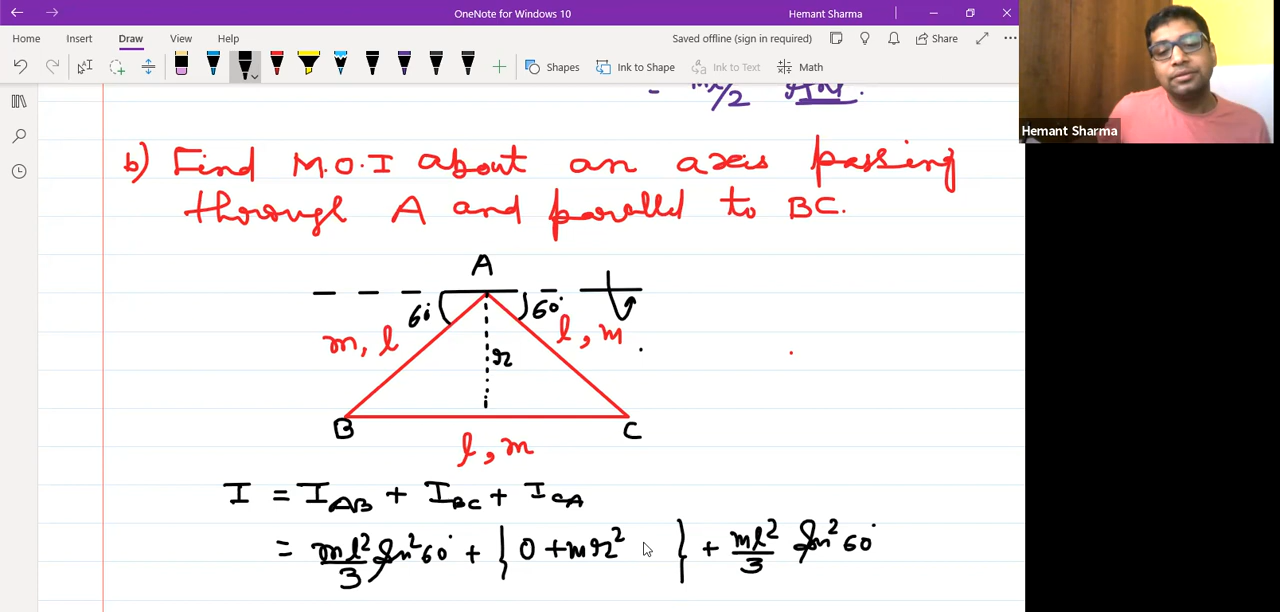 OneNote for Windows 10
Hemant Sharma
Home Insert Draw View Help
Saved offline (sign in required)
Share
Shapes
Ink to Shape
Ink to Text
Math
Hemant Sharma
b) Find M.O.I about an axes passing
through A and parallel to BC.
A
60° 60°
m, l
l, m
r
B C
l, m
I = I_AB + I_BC + I_CA
= ml²/3 sin²60° + { 0 + mr² } + ml²/3 sin²60°